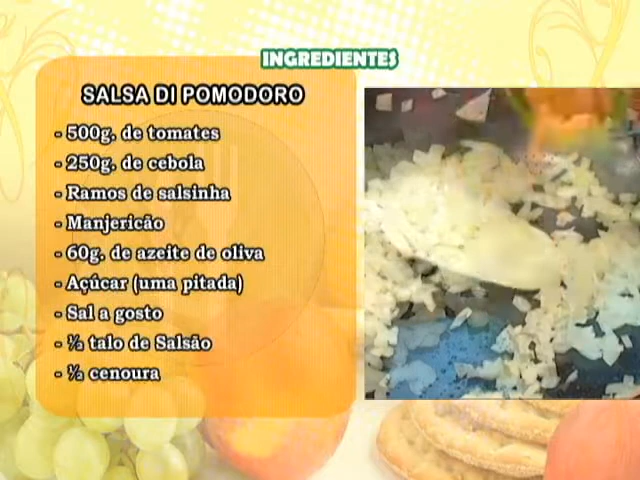 INGREDIENTES
SALSA DI POMODORO
- 500g. de tomates
- 250g. de cebola
- Ramos de salsinha
- Manjericão
- 60g. de azeite de oliva
- Açúcar (uma pitada)
- Sal a gosto
- ½ talo de Salsão
- ½ cenoura